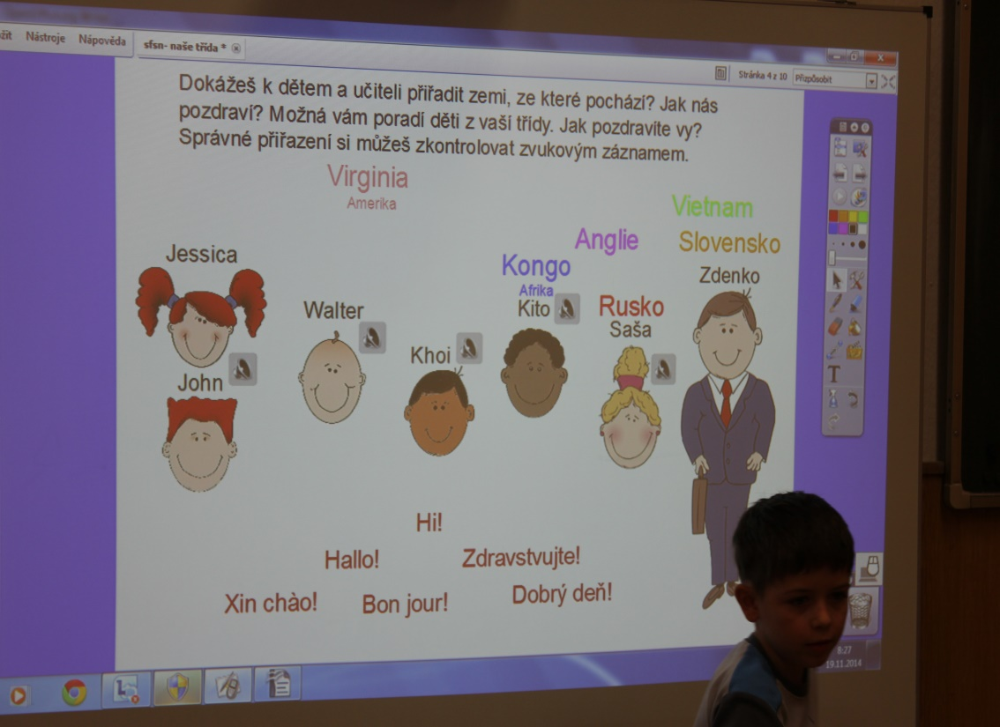 žit Nástroje Nápověda
sfsn- naše třída *
Stránka 4 z 10 Přizpůsobit
Dokážeš k dětem a učiteli přiřadit zemi, ze které pochází? Jak nás
pozdraví? Možná vám poradí děti z vaší třídy. Jak pozdravíte vy?
Správné přiřazení si můžeš zkontrolovat zvukovým záznamem.
Virginia
Amerika
Vietnam
Anglie
Slovensko
Kongo
Afrika
Jessica
Zdenko
Walter
Kito
Rusko
Saša
Khoi
John
Hi!
Hallo!
Zdravstvujte!
Xin chào!
Bon jour!
Dobrý deň!
T
8:27
19.11.2014